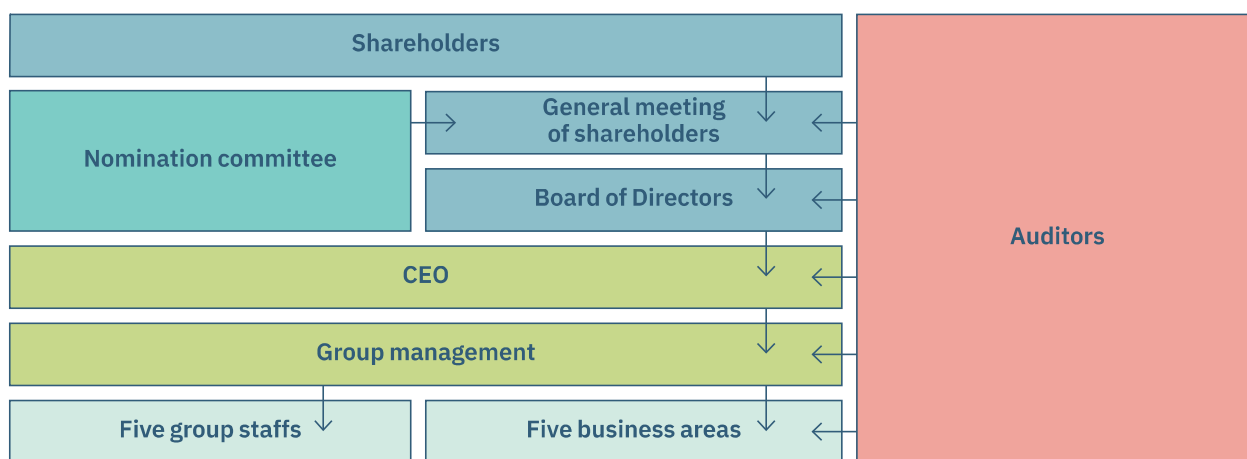 Shareholders
General meeting
of shareholders
Nomination committee
Board of Directors
Auditors
CEO
Group management
Five group staffs
Five business areas